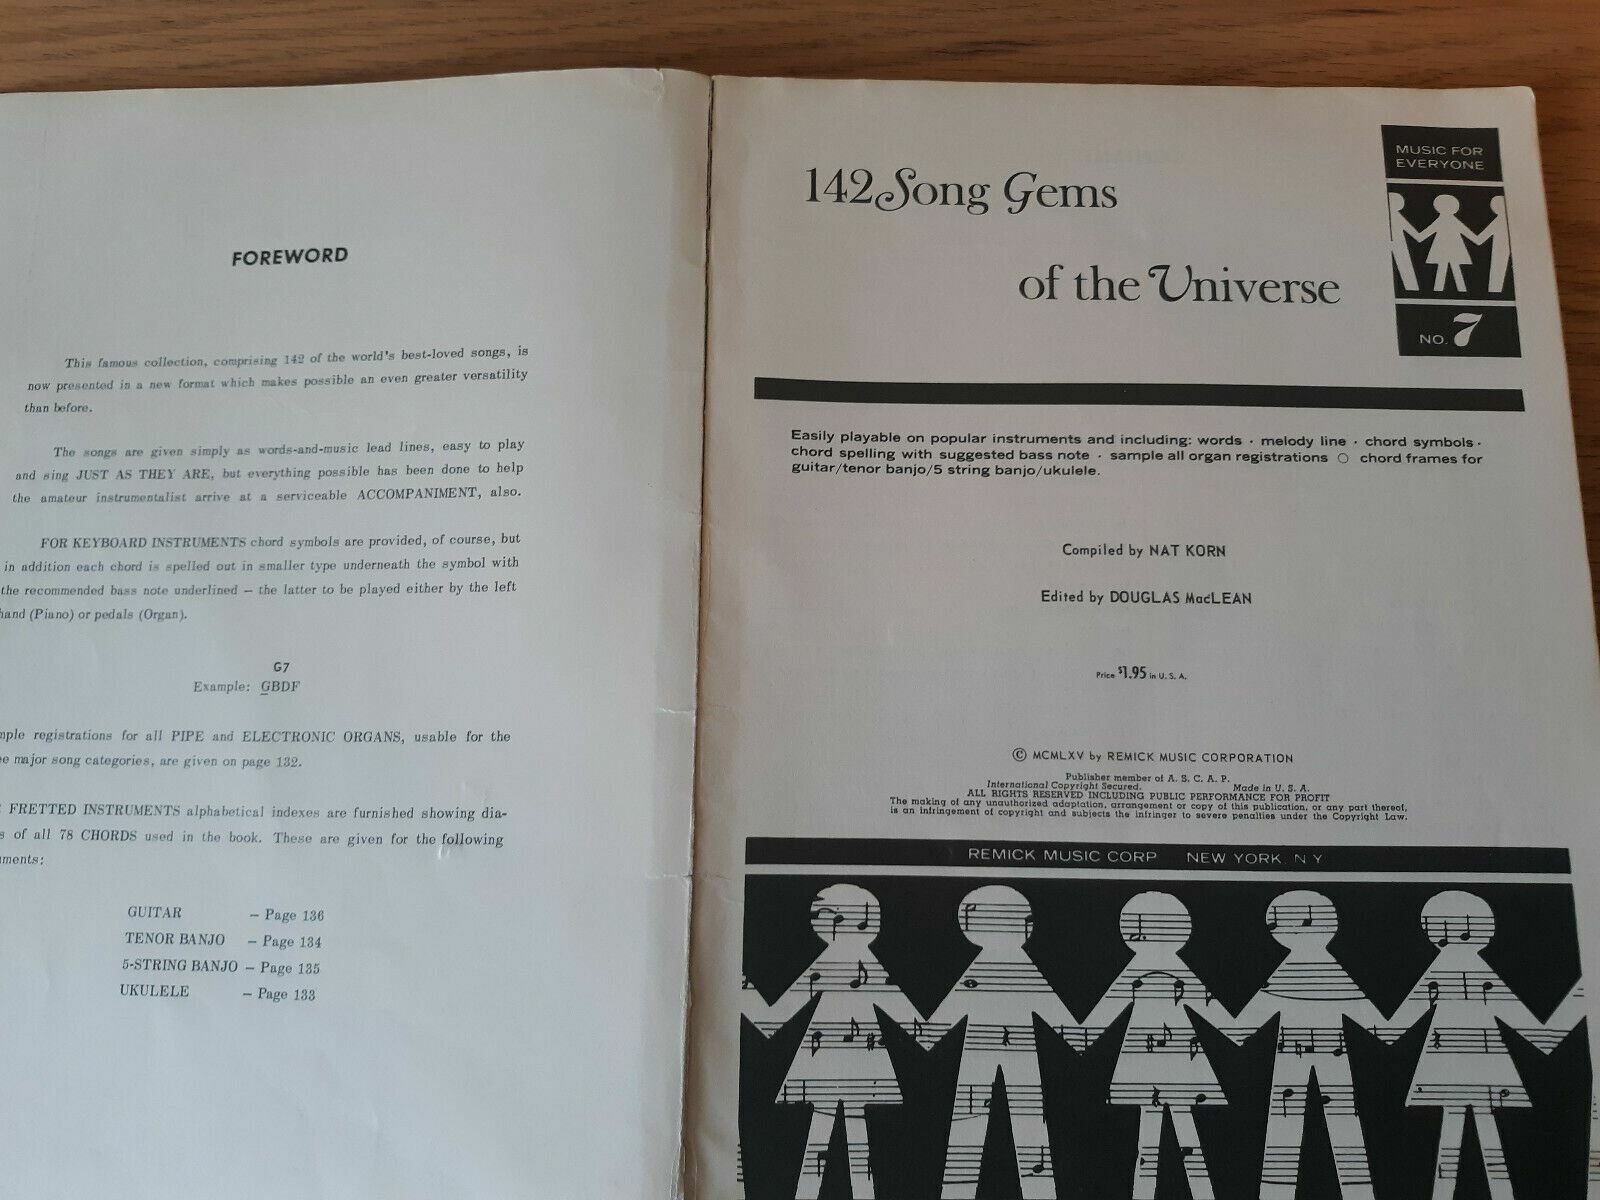 FOREWORD
This famous collection, comprising 142 of the world's best-loved songs, is
now presented in a new format which makes possible an even greater versatility
than before.
The songs are given simply as words-and-music lead lines, easy to play
and sing JUST AS THEY ARE, but everything possible has been done to help
the amateur instrumentalist arrive at a serviceable ACCOMPANIMENT, also.
FOR KEYBOARD INSTRUMENTS chord symbols are provided, of course, but
in addition each chord is spelled out in smaller type underneath the symbol with
the recommended bass note underlined — the latter to be played either by the left
hand (Piano) or pedals (Organ).
G7
Example: GBDF
registrations for all PIPE and ELECTRONIC ORGANS, usable for the
major song categories, are given on page 132.
FRETTED INSTRUMENTS alphabetical indexes are furnished showing dia-
of all 78 CHORDS used in the book. These are given for the following
GUITAR — Page 136
TENOR BANJO — Page 134
5-STRING BANJO — Page 135
UKULELE — Page 133
142 Song Gems
of the Universe
MUSIC FOR
EVERYONE
NO. 7
Easily playable on popular instruments and including: words · melody line · chord symbols ·
chord spelling with suggested bass note · sample all organ registrations ○ chord frames for
guitar/tenor banjo/5 string banjo/ukulele.
Compiled by NAT KORN
Edited by DOUGLAS MacLEAN
Price $1.95 in U. S. A.
© MCMLXV by REMICK MUSIC CORPORATION
Publisher member of A. S. C. A. P.
International Copyright Secured. Made in U. S. A.
ALL RIGHTS RESERVED INCLUDING PUBLIC PERFORMANCE FOR PROFIT
The making of any unauthorized adaptation, arrangement or copy of this publication, or any part thereof,
is an infringement of copyright and subjects the infringer to severe penalties under the Copyright Law.
REMICK MUSIC CORP NEW YORK. N Y